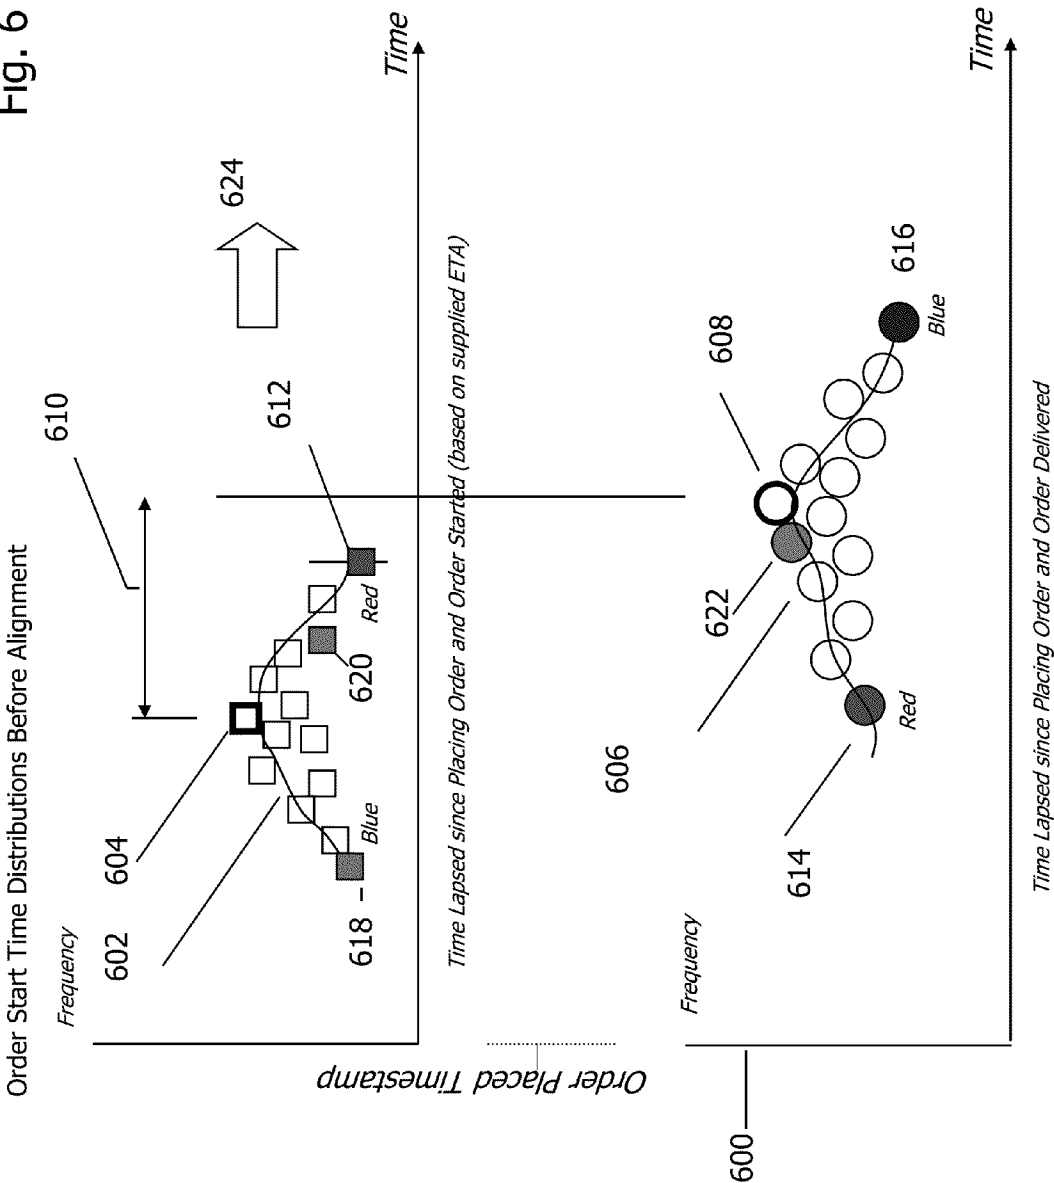 Fig. 6
Order Start Time Distributions Before Alignment
Frequency
610
624
604
602
612
Blue
Red
618
620
Time
Time Lapsed since Placing Order and Order Started (based on supplied ETA)
Order Placed Timestamp
600
Frequency
606
608
622
614
616
Red
Blue
Time
Time Lapsed since Placing Order and Order Delivered